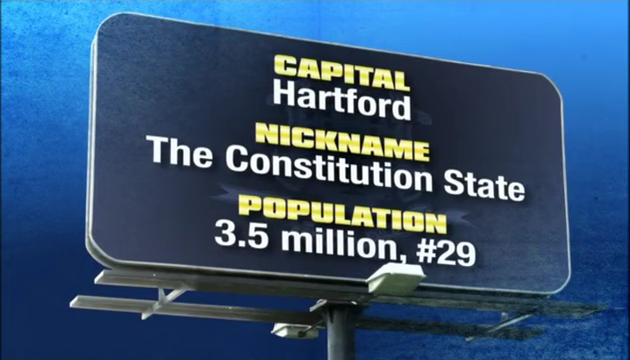 CAPITAL
Hartford
NICKNAME
The Constitution State
POPULATION
3.5 million, #29